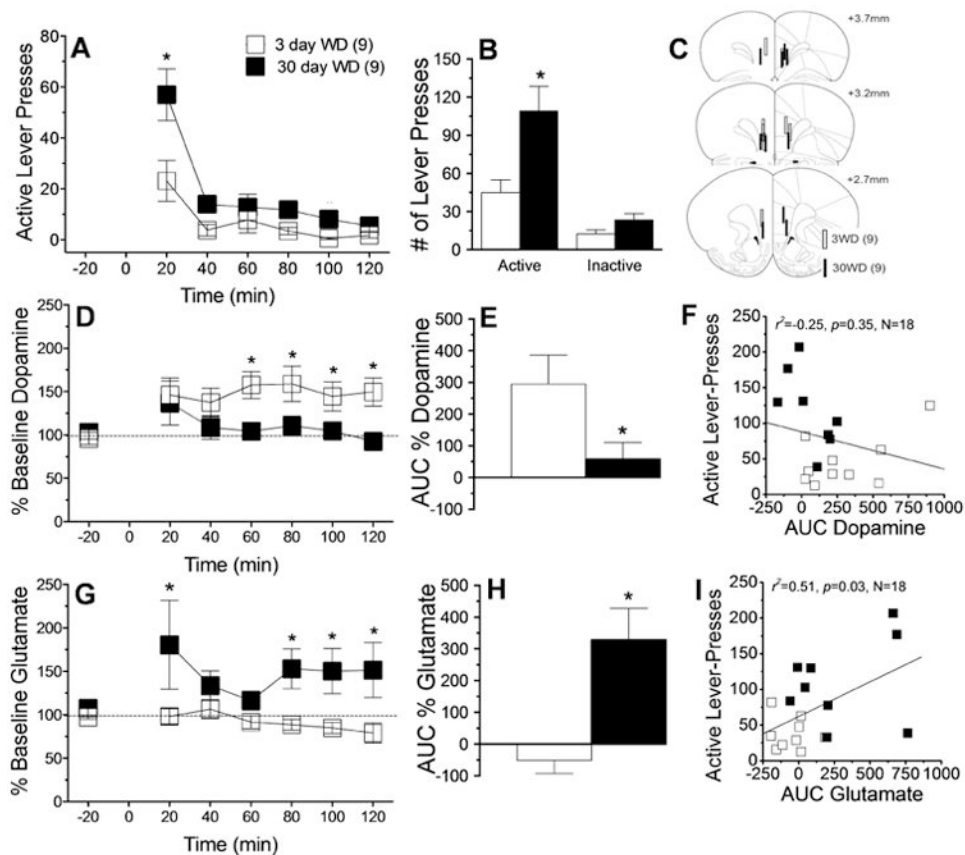 A
Active Lever Presses
80
60
40
20
0
*
3 day WD (9)
30 day WD (9)
0 20 40 60 80 100 120
Time (min)
B
# of Lever Presses
150
120
90
60
30
0
*
Active Inactive
C
+3.7mm
+3.2mm
+2.7mm
3WD (9)
30WD (9)
D
% Baseline Dopamine
250
200
150
100
50
0
* * * *
-20 0 20 40 60 80 100 120
Time (min)
E
AUC % Dopamine
400
300
200
100
0
-100
*
F
r²=-0.25, p=0.35, N=18
Active Lever-Presses
250
200
150
100
50
0
-250 0 250 500 750 1000
AUC Dopamine
G
% Baseline Glutamate
250
200
150
100
50
0
* * * *
-20 0 20 40 60 80 100 120
Time (min)
H
AUC % Glutamate
500
400
300
200
100
0
-100
*
I
r²=0.51, p=0.03, N=18
Active Lever-Presses
250
200
150
100
50
0
-250 0 250 500 750 1000
AUC Glutamate